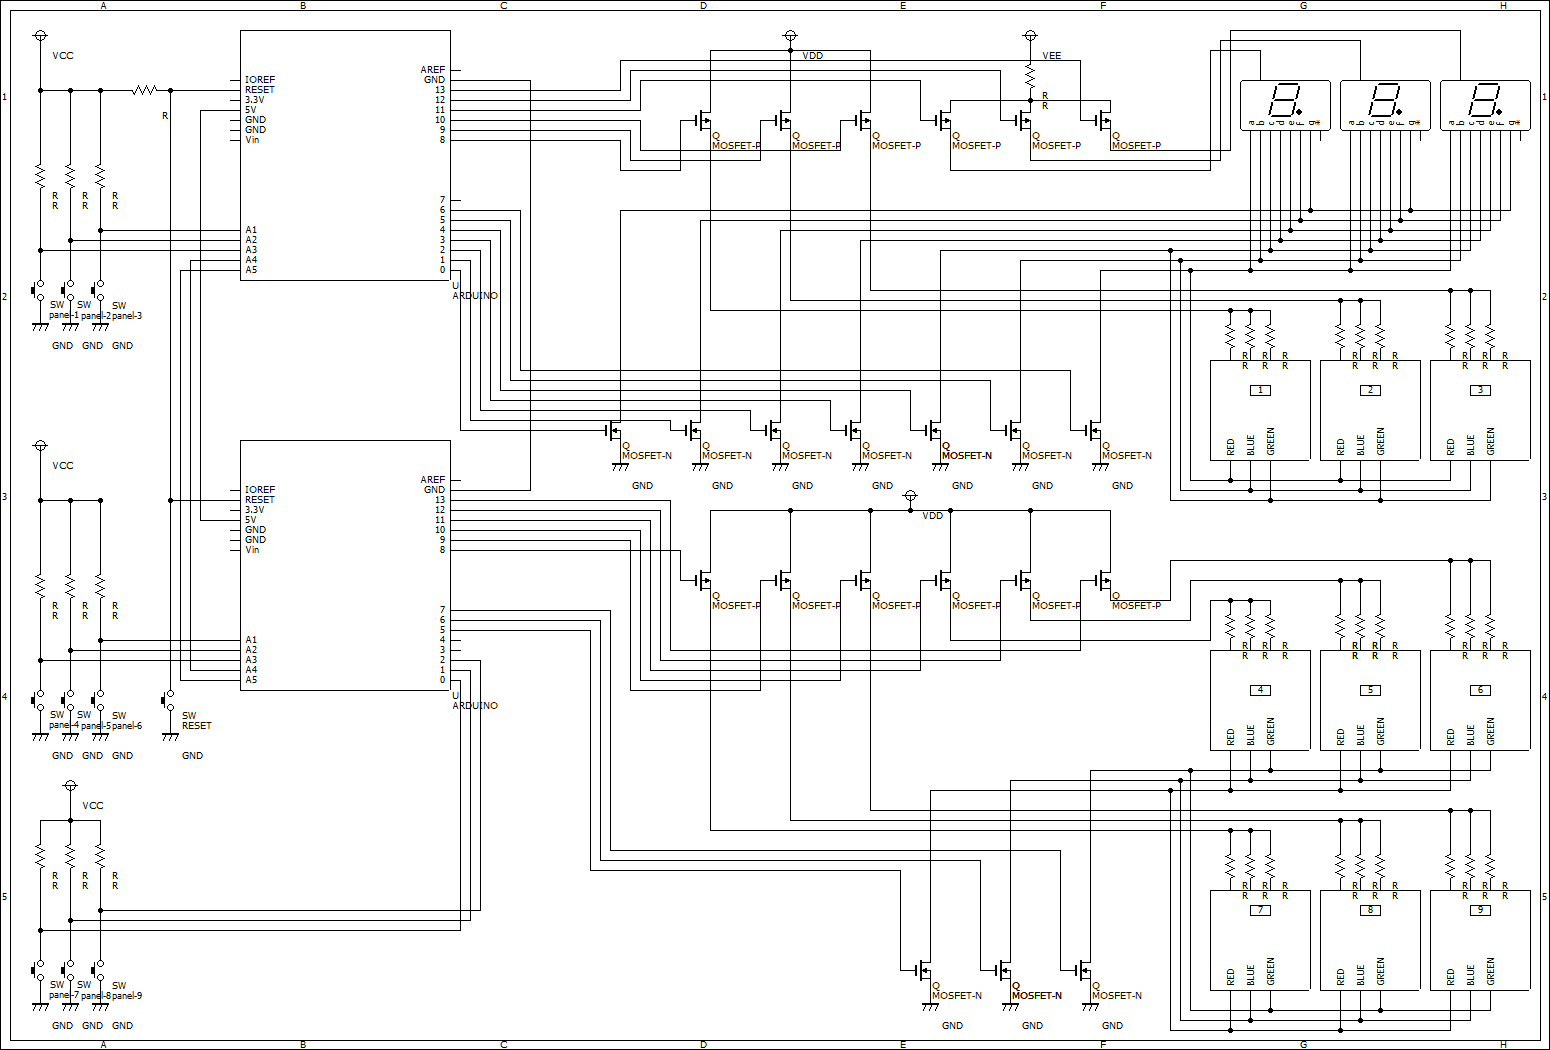 A B C D E F G H
1 1
VCC
VDD
VEE
IOREF
RESET
3.3V
5V
GND
GND
Vin
A1
A2
A3
A4
A5
AREF
GND
13
12
11
10
9
8
7
6
5
4
3
2
1
0
U
ARDUINO
R
R
R
R R R
R R R
Q Q Q Q Q Q
MOSFET-P MOSFET-P MOSFET-P MOSFET-P MOSFET-P MOSFET-P
a b c d e f g * a b c d e f g * a b c d e f g *
2 2
SW SW SW
panel-1 panel-2 panel-3
GND GND GND
R R R R R R R R R
R R R R R R R R R
1 2 3
RED BLUE GREEN RED BLUE GREEN RED BLUE GREEN
Q Q Q Q Q Q Q
MOSFET-N MOSFET-N MOSFET-N MOSFET-N MOSFET-N MOSFET-N MOSFET-N
GND GND GND GND GND GND GND
3 3
VCC
VDD
IOREF
RESET
3.3V
5V
GND
GND
Vin
A1
A2
A3
A4
A5
AREF
GND
13
12
11
10
9
8
7
6
5
4
3
2
1
0
U
ARDUINO
R R R
R R R
Q Q Q Q Q Q
MOSFET-P MOSFET-P MOSFET-P MOSFET-P MOSFET-P MOSFET-P
R R R R R R R R R
R R R R R R R R R
4 4
4 5 6
RED BLUE GREEN RED BLUE GREEN RED BLUE GREEN
SW SW SW SW
panel-4 panel-5 panel-6 RESET
GND GND GND GND
VCC
R R R
R R R
R R R R R R R R R
R R R R R R R R R
5 5
7 8 9
RED BLUE GREEN RED BLUE GREEN RED BLUE GREEN
SW SW SW
panel-7 panel-8 panel-9
GND GND GND
Q Q Q
MOSFET-N MOSFET-N MOSFET-N
GND GND GND
A B C D E F G H